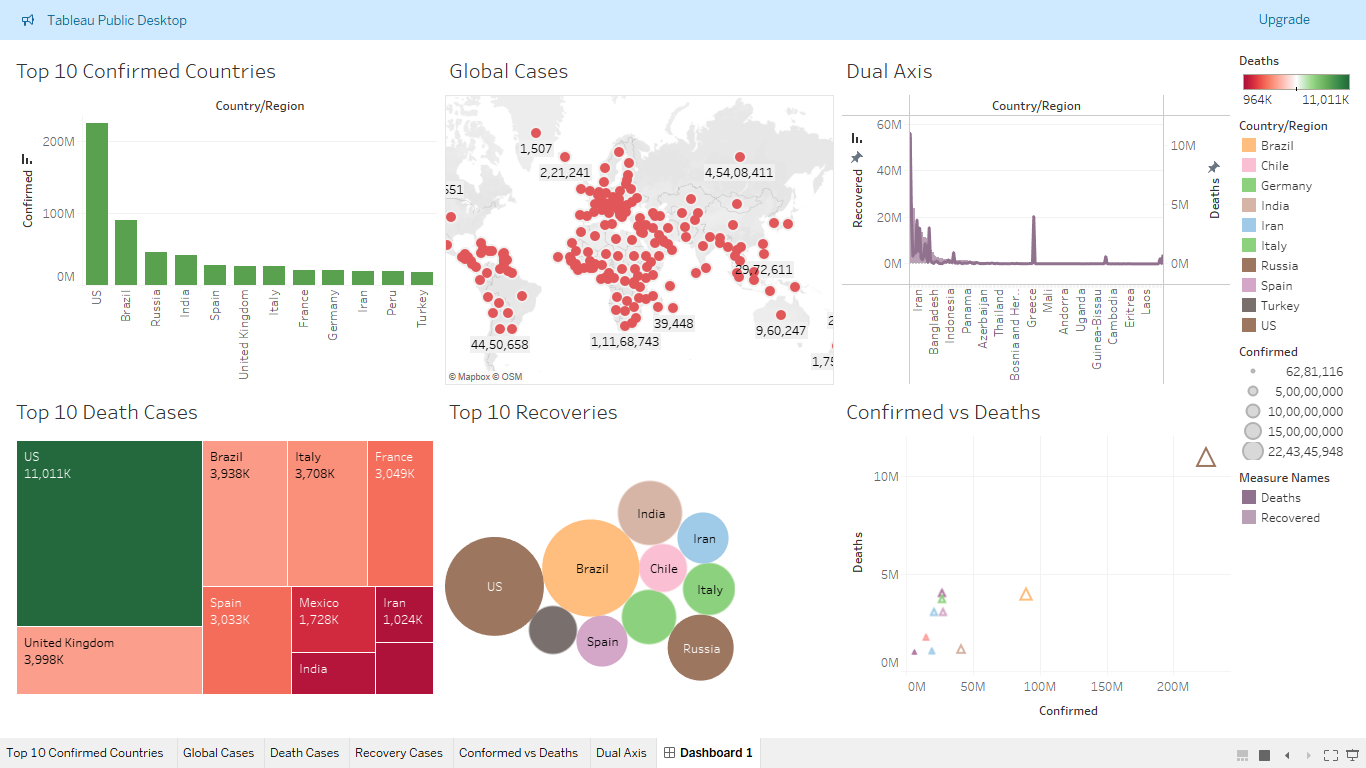 Tableau Public Desktop
Upgrade
Top 10 Confirmed Countries
Country/Region
Confirmed
200M
100M
0M
US
Brazil
Russia
India
Spain
United Kingdom
Italy
France
Germany
Iran
Peru
Turkey
Global Cases
1,507
2,21,241
4,54,08,411
551
29,72,611
39,448
9,60,247
1,11,68,743
44,50,658
2
1,75
© Mapbox © OSM
Dual Axis
Country/Region
Recovered
60M
40M
20M
0M
Deaths
10M
5M
0M
Iran
Bangladesh
Indonesia
Panama
Azerbaijan
Thailand
Bosnia and Her...
Greece
Mali
Andorra
Uganda
Guinea-Bissau
Cambodia
Eritrea
Laos
Deaths
964K 11,011K
Country/Region
Brazil
Chile
Germany
India
Iran
Italy
Russia
Spain
Turkey
US
Confirmed
62,81,116
5,00,00,000
10,00,00,000
15,00,00,000
22,43,45,948
Measure Names
Deaths
Recovered
Top 10 Death Cases
US
11,011K
United Kingdom
3,998K
Brazil
3,938K
Italy
3,708K
France
3,049K
Spain
3,033K
Mexico
1,728K
Iran
1,024K
India
Top 10 Recoveries
India
Iran
Brazil
Chile
US
Italy
Spain
Russia
Confirmed vs Deaths
Deaths
10M
5M
0M
0M 50M 100M 150M 200M
Confirmed
Top 10 Confirmed Countries
Global Cases
Death Cases
Recovery Cases
Conformed vs Deaths
Dual Axis
Dashboard 1